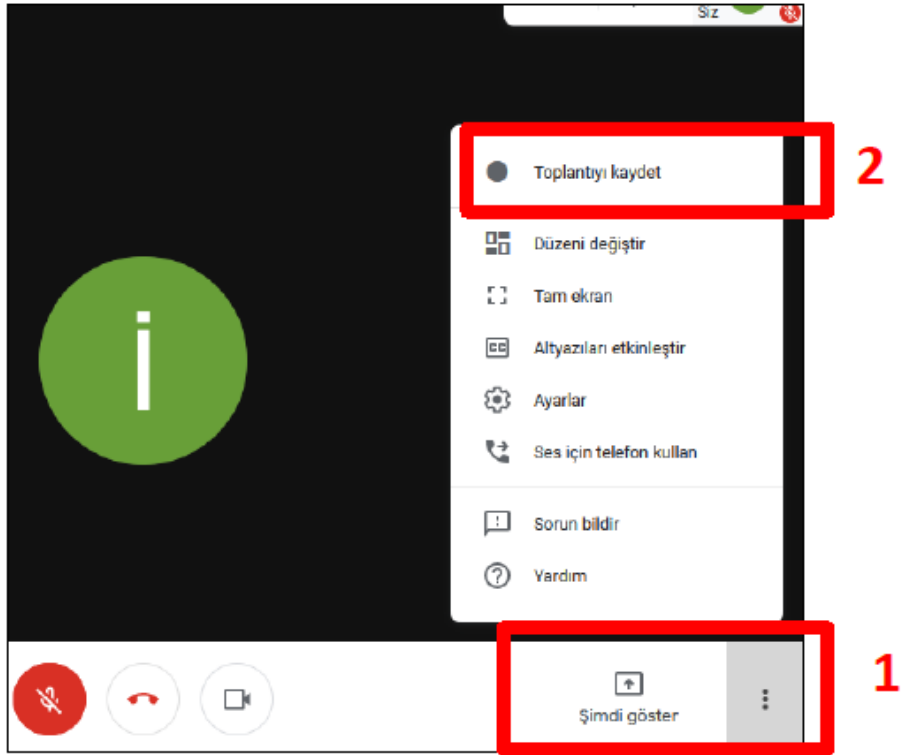 Siz
Toplantıyı kaydet
2
Düzeni değiştir
Tam ekran
Altyazıları etkinleştir
Ayarlar
Ses için telefon kullan
Sorun bildir
Yardım
i
Şimdi göster
1